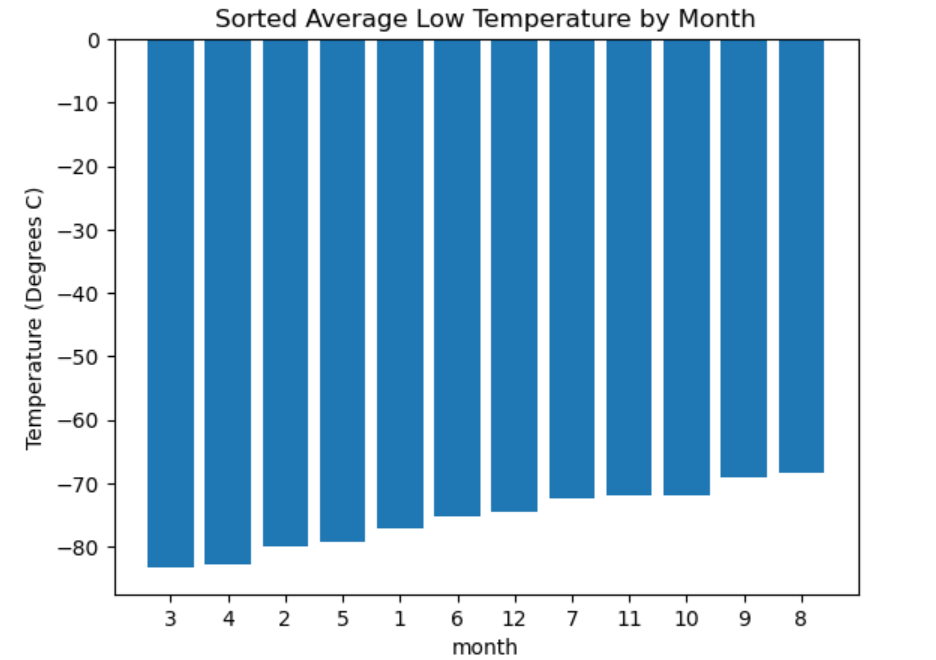 Sorted Average Low Temperature by Month
0
−10
−20
−30
−40
−50
−60
−70
−80
Temperature (Degrees C)
3 4 2 5 1 6 12 7 11 10 9 8
month